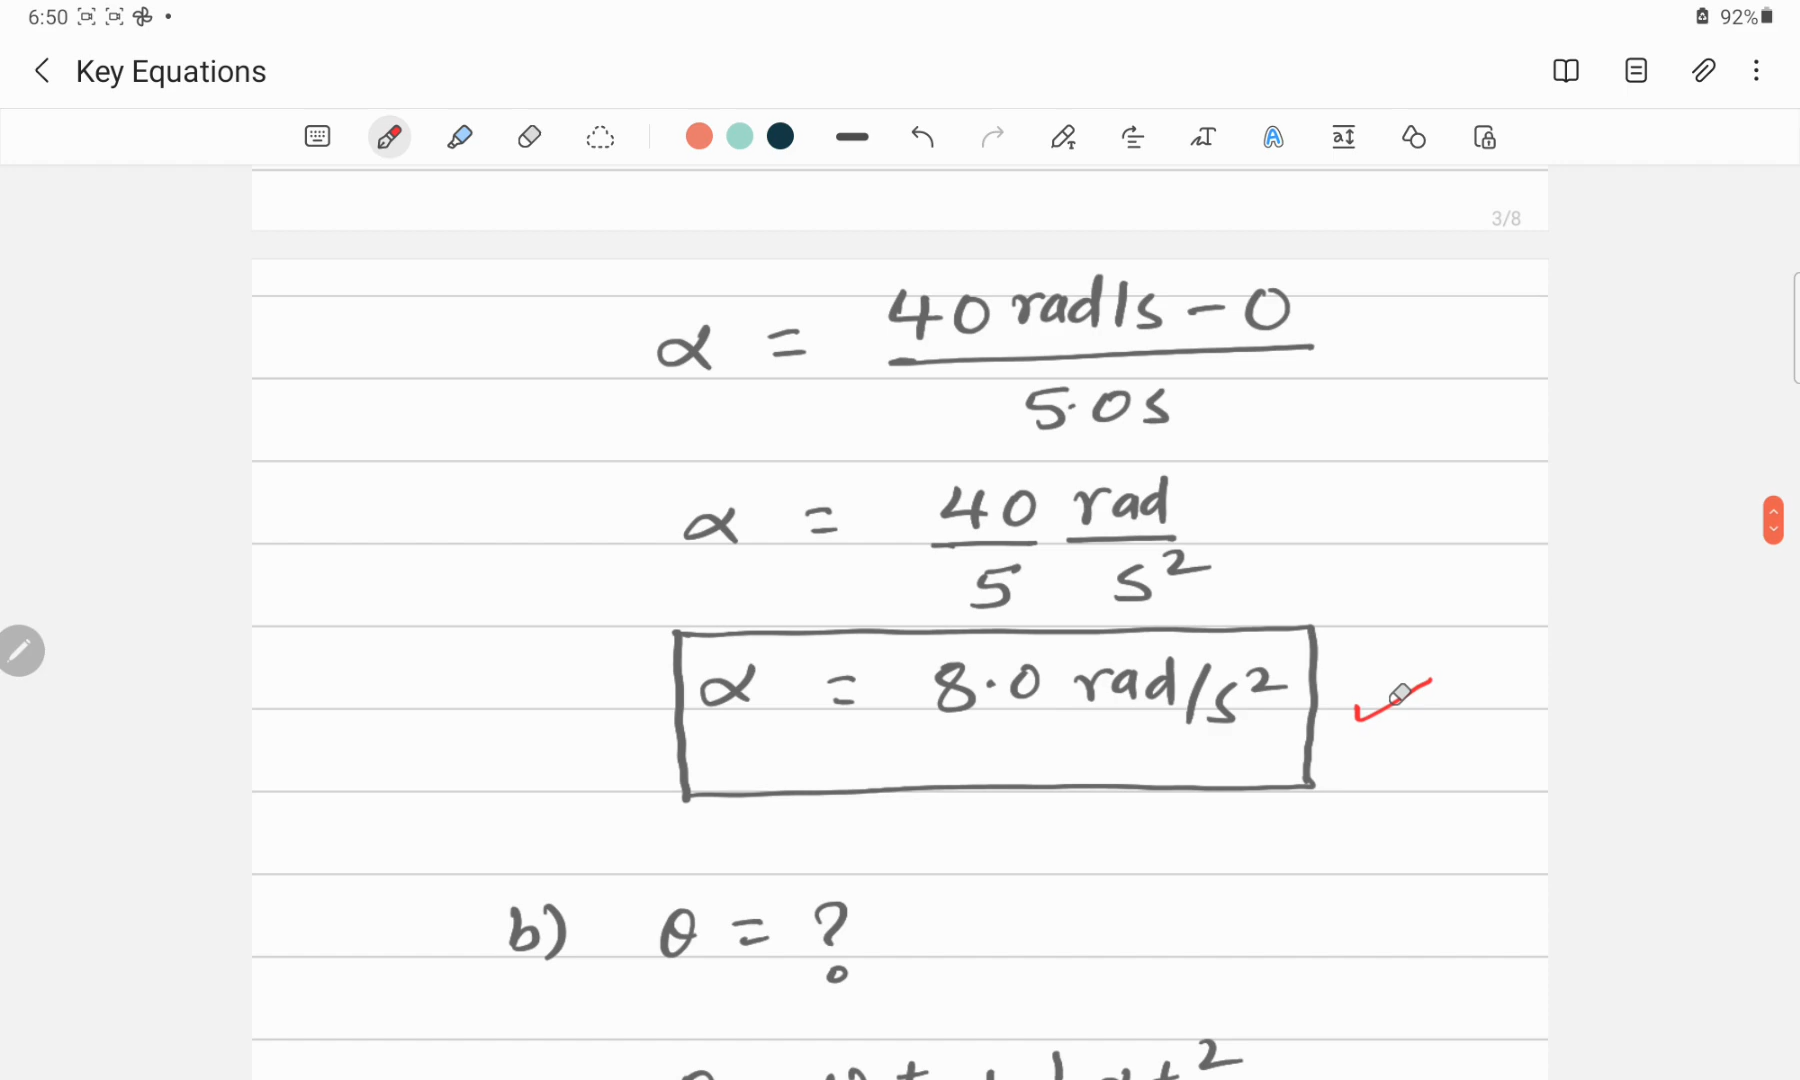 6:50
92%
Key Equations
3/8
α = 40 rad/s - 0
5.0s
α = 40 rad
5 s²
α = 8.0 rad/s²
b) θ = ?